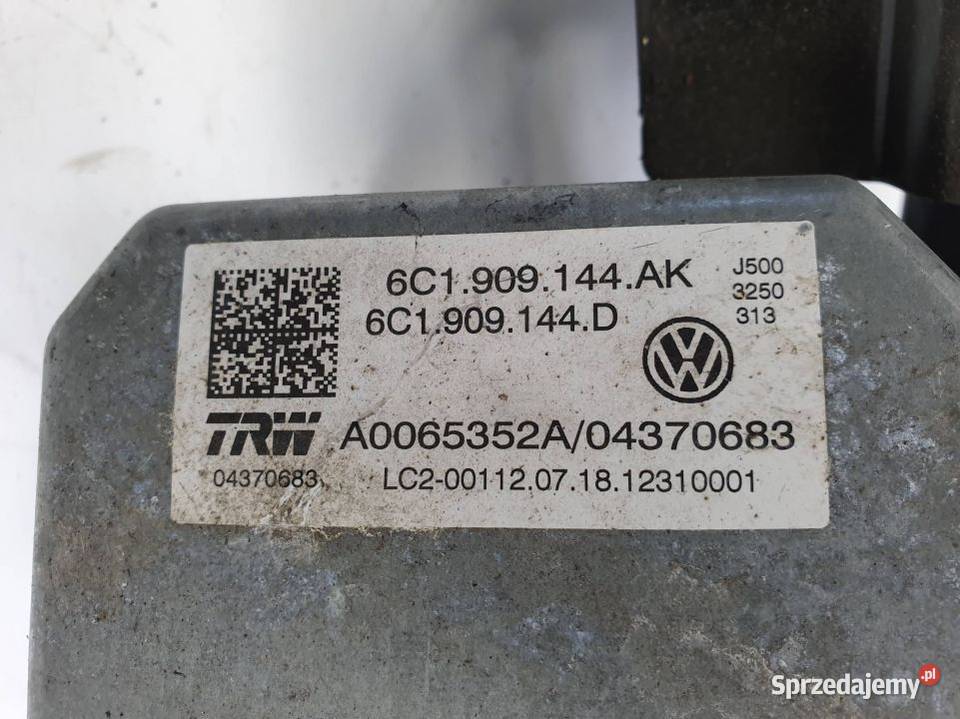 6C1.909.144.AK
6C1.909.144.D
J500
3250
313
TRW A0065352A/04370683
04370683 LC2-00112.07.18.12310001
Sprzedajemy.pl